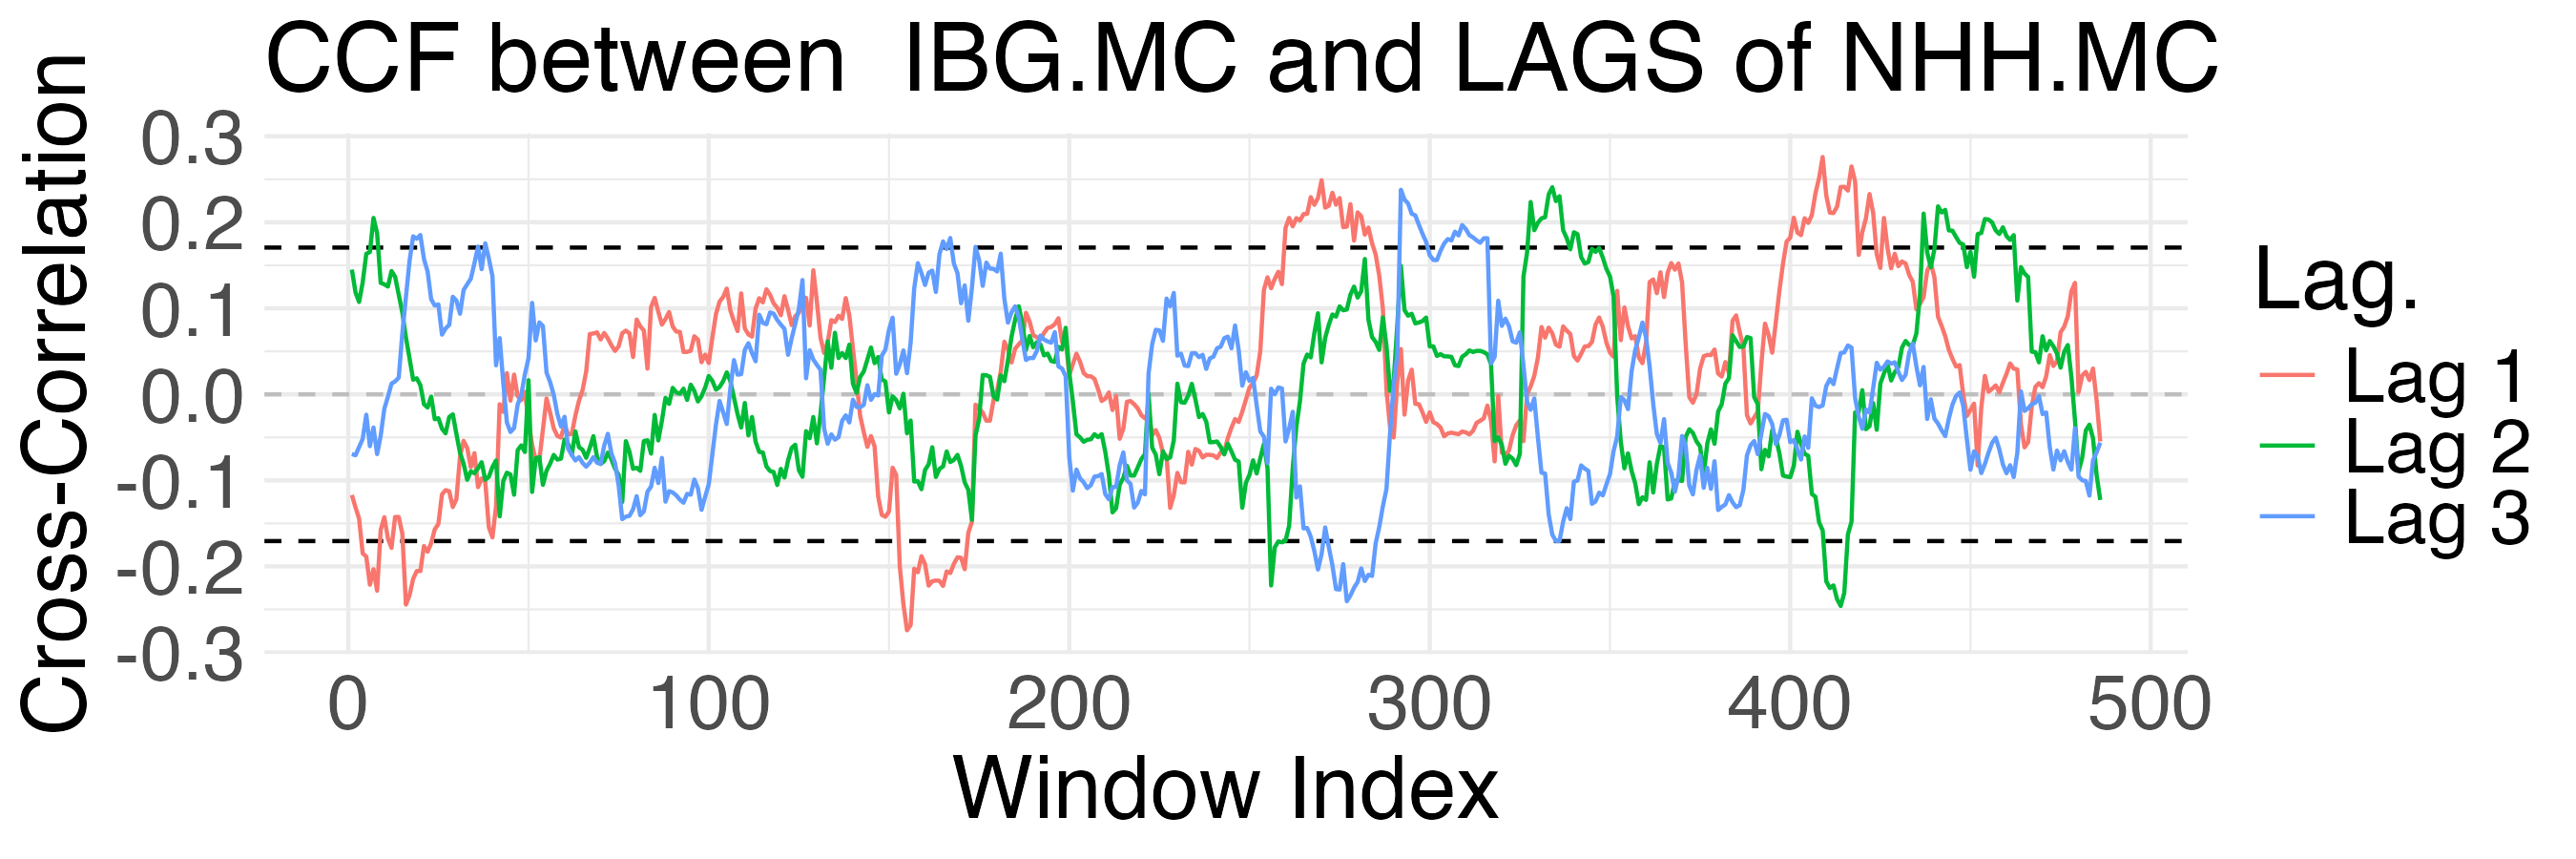 CCF between  IBG.MC and LAGS of NHH.MC
Cross-Correlation
0.3
0.2
0.1
0.0
-0.1
-0.2
-0.3
0 100 200 300 400 500
Window Index
Lag.
Lag 1
Lag 2
Lag 3